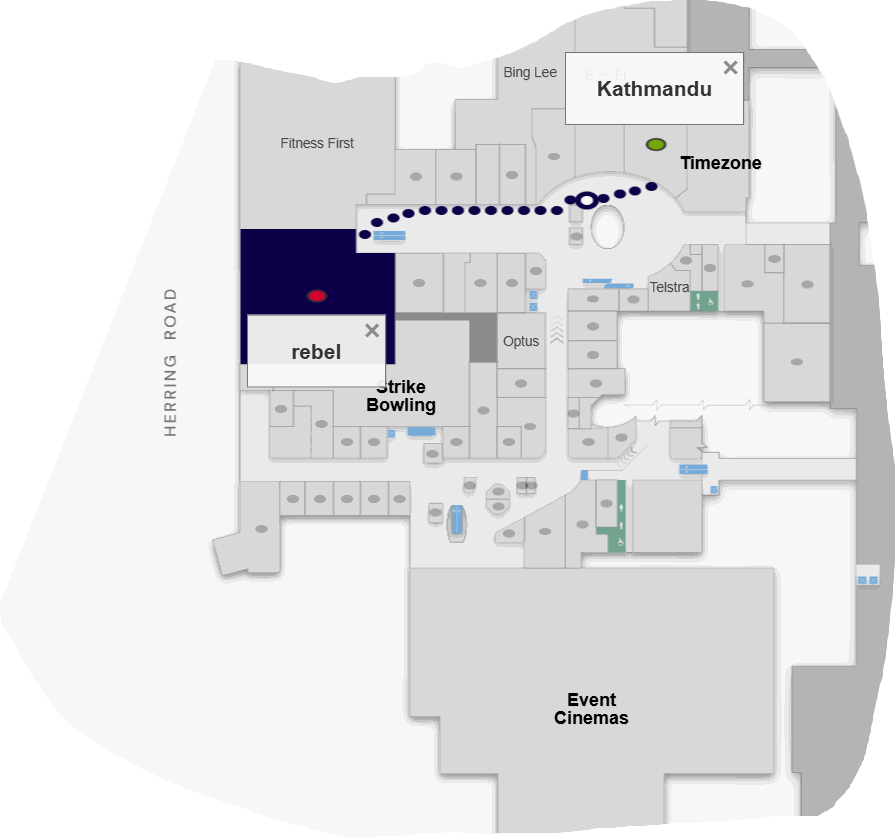 Bing Lee
Kathmandu
Fitness First
Timezone
HERRING ROAD
Telstra
rebel
Optus
Strike
Bowling
Event
Cinemas